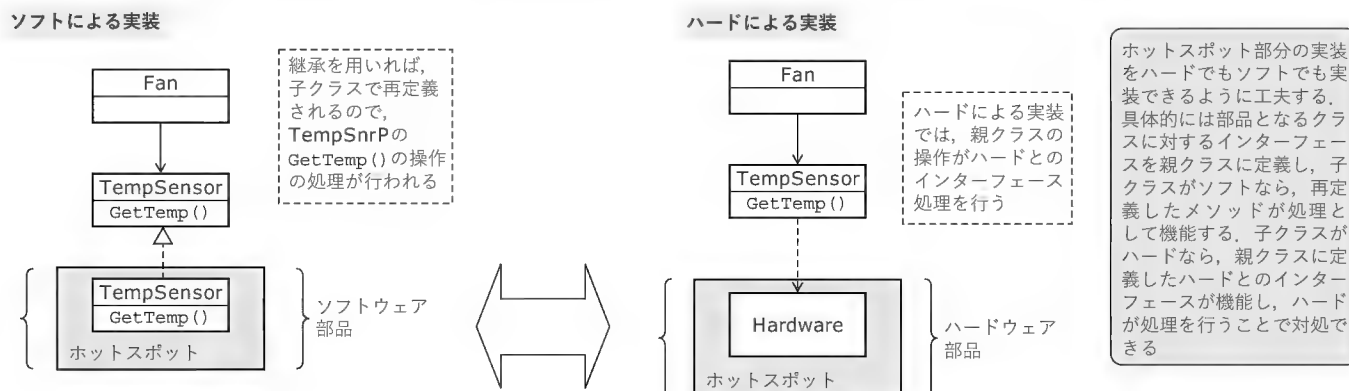 ソフトによる実装
Fan
TempSensor
GetTemp()
TempSensor
GetTemp()
ホットスポット
ソフトウェア
部品
継承を用いれば，
子クラスで再定義
されるので，
TempSnrPの
GetTemp()の操作
の処理が行われる
ハードによる実装
Fan
TempSensor
GetTemp()
Hardware
ホットスポット
ハードウェア
部品
ハードによる実装
では，親クラスの
操作がハードとの
インターフェース
処理を行う
ホットスポット部分の実装
をハードでもソフトでも実
装できるように工夫する．
具体的には部品となるクラ
スに対するインターフェー
スを親クラスに定義し，子
クラスがソフトなら，再定
義したメソッドが処理と
して機能する．子クラスが
ハードなら，親クラスに定
義したハードとのインター
フェースが機能し，ハード
が処理を行うことで対処で
きる